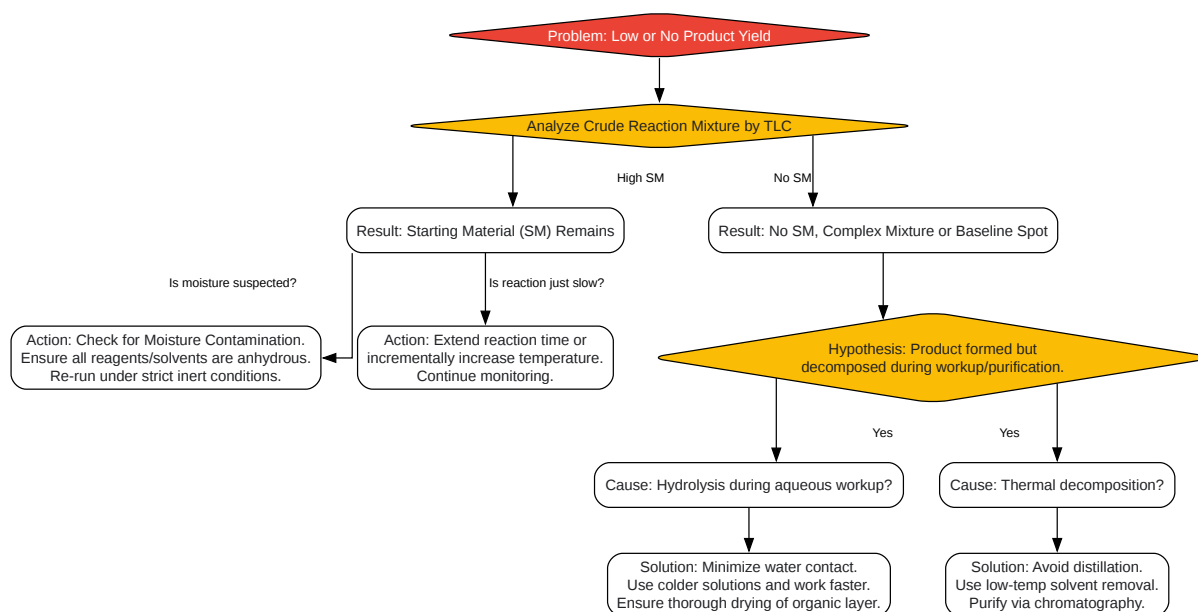 Problem: Low or No Product Yield
Analyze Crude Reaction Mixture by TLC
High SM
No SM
Result: Starting Material (SM) Remains
Result: No SM, Complex Mixture or Baseline Spot
Is moisture suspected?
Is reaction just slow?
Action: Check for Moisture Contamination.
Ensure all reagents/solvents are anhydrous.
Re-run under strict inert conditions.
Action: Extend reaction time or
incrementally increase temperature.
Continue monitoring.
Hypothesis: Product formed but
decomposed during workup/purification.
Yes
Yes
Cause: Hydrolysis during aqueous workup?
Cause: Thermal decomposition?
Solution: Minimize water contact.
Use colder solutions and work faster.
Ensure thorough drying of organic layer.
Solution: Avoid distillation.
Use low-temp solvent removal.
Purify via chromatography.